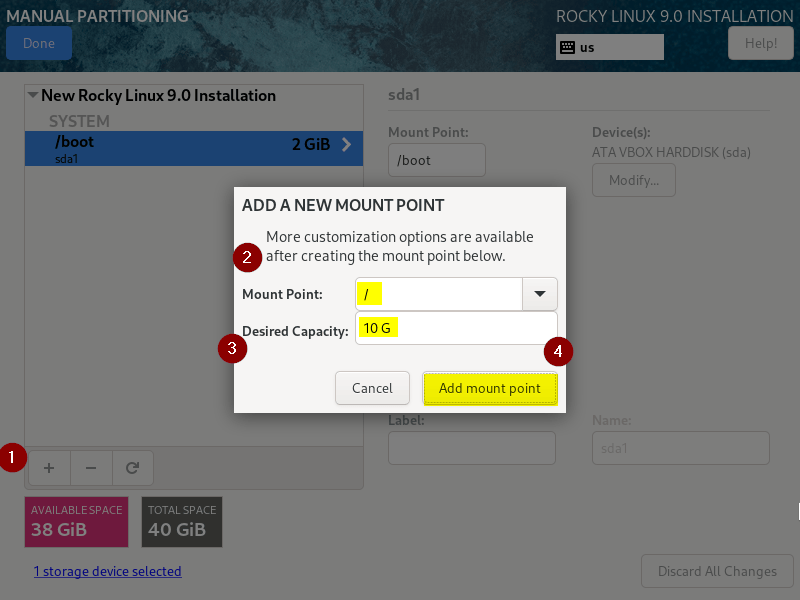 MANUAL PARTITIONING
ROCKY LINUX 9.0 INSTALLATION
Done
us
Help!
New Rocky Linux 9.0 Installation
SYSTEM
/boot
2 GiB
sda1
sda1
Mount Point:
/boot
Device(s):
ATA VBOX HARDDISK (sda)
Modify...
ADD A NEW MOUNT POINT
More customization options are available
after creating the mount point below.
2
Mount Point:
/
Desired Capacity:
10 G
3
4
Cancel
Add mount point
Label:
Name:
sda1
1
+
−
AVAILABLE SPACE
38 GiB
TOTAL SPACE
40 GiB
1 storage device selected
Discard All Changes